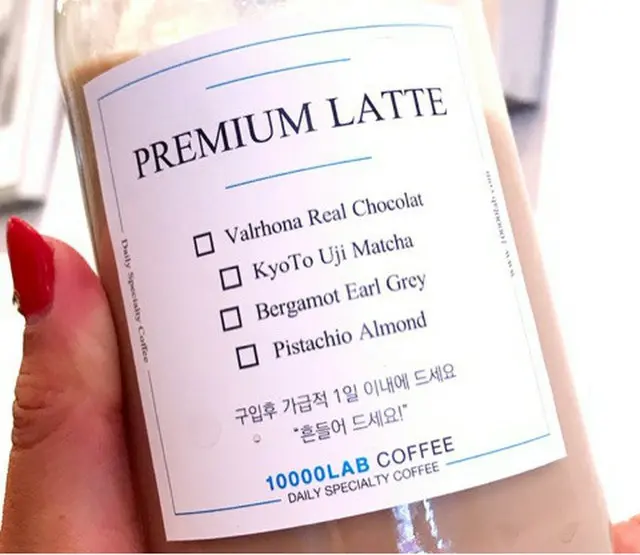 PREMIUM LATTE
Valrhona Real Chocolat
KyoTo Uji Matcha
Bergamot Earl Grey
Pistachio Almond
구입후 가급적 1일 이내에 드세요
"흔들어 드세요!"
10000LAB COFFEE
DAILY SPECIALTY COFFEE
Daily Specialty Coffee